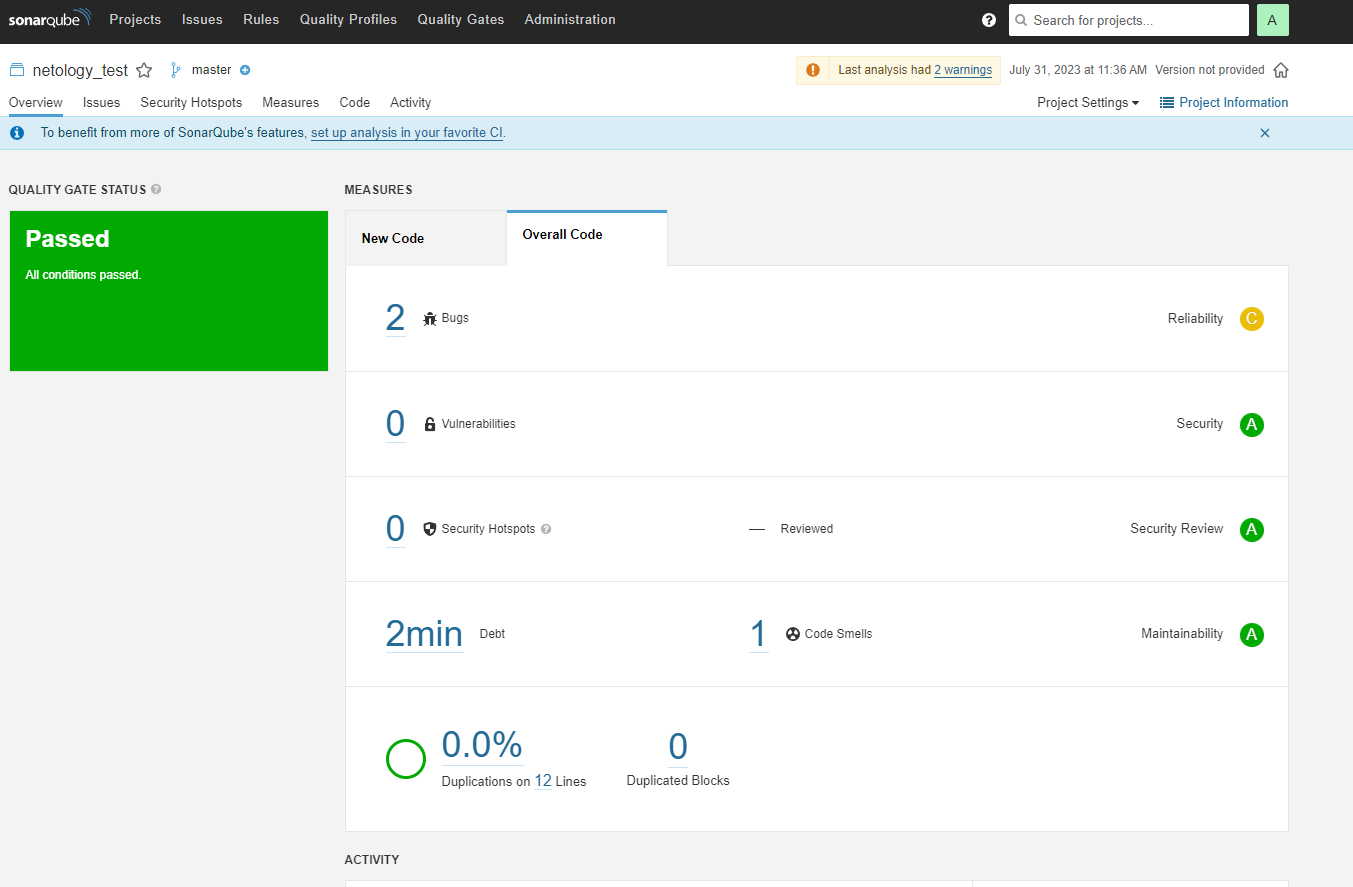 sonarqube Projects Issues Rules Quality Profiles Quality Gates Administration ? Search for projects... A
netology_test master Last analysis had 2 warnings July 31, 2023 at 11:36 AM Version not provided
Overview Issues Security Hotspots Measures Code Activity Project Settings Project Information
To benefit from more of SonarQube's features, set up analysis in your favorite CI.
QUALITY GATE STATUS ? MEASURES
Passed
All conditions passed.
New Code Overall Code
2 Bugs Reliability C
0 Vulnerabilities Security A
0 Security Hotspots ? — Reviewed Security Review A
2min Debt 1 Code Smells Maintainability A
0.0% 0
Duplications on 12 Lines Duplicated Blocks
ACTIVITY